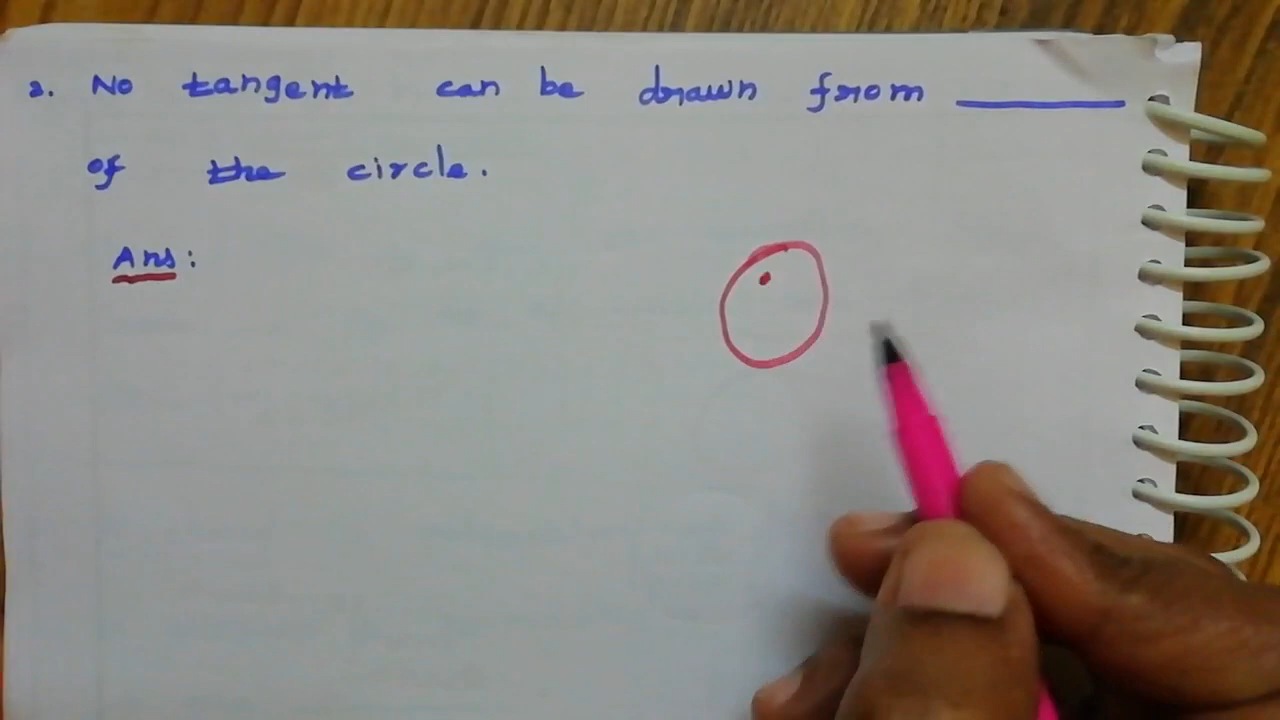 2. No tangent can be drawn from ______
of the circle.
Ans: